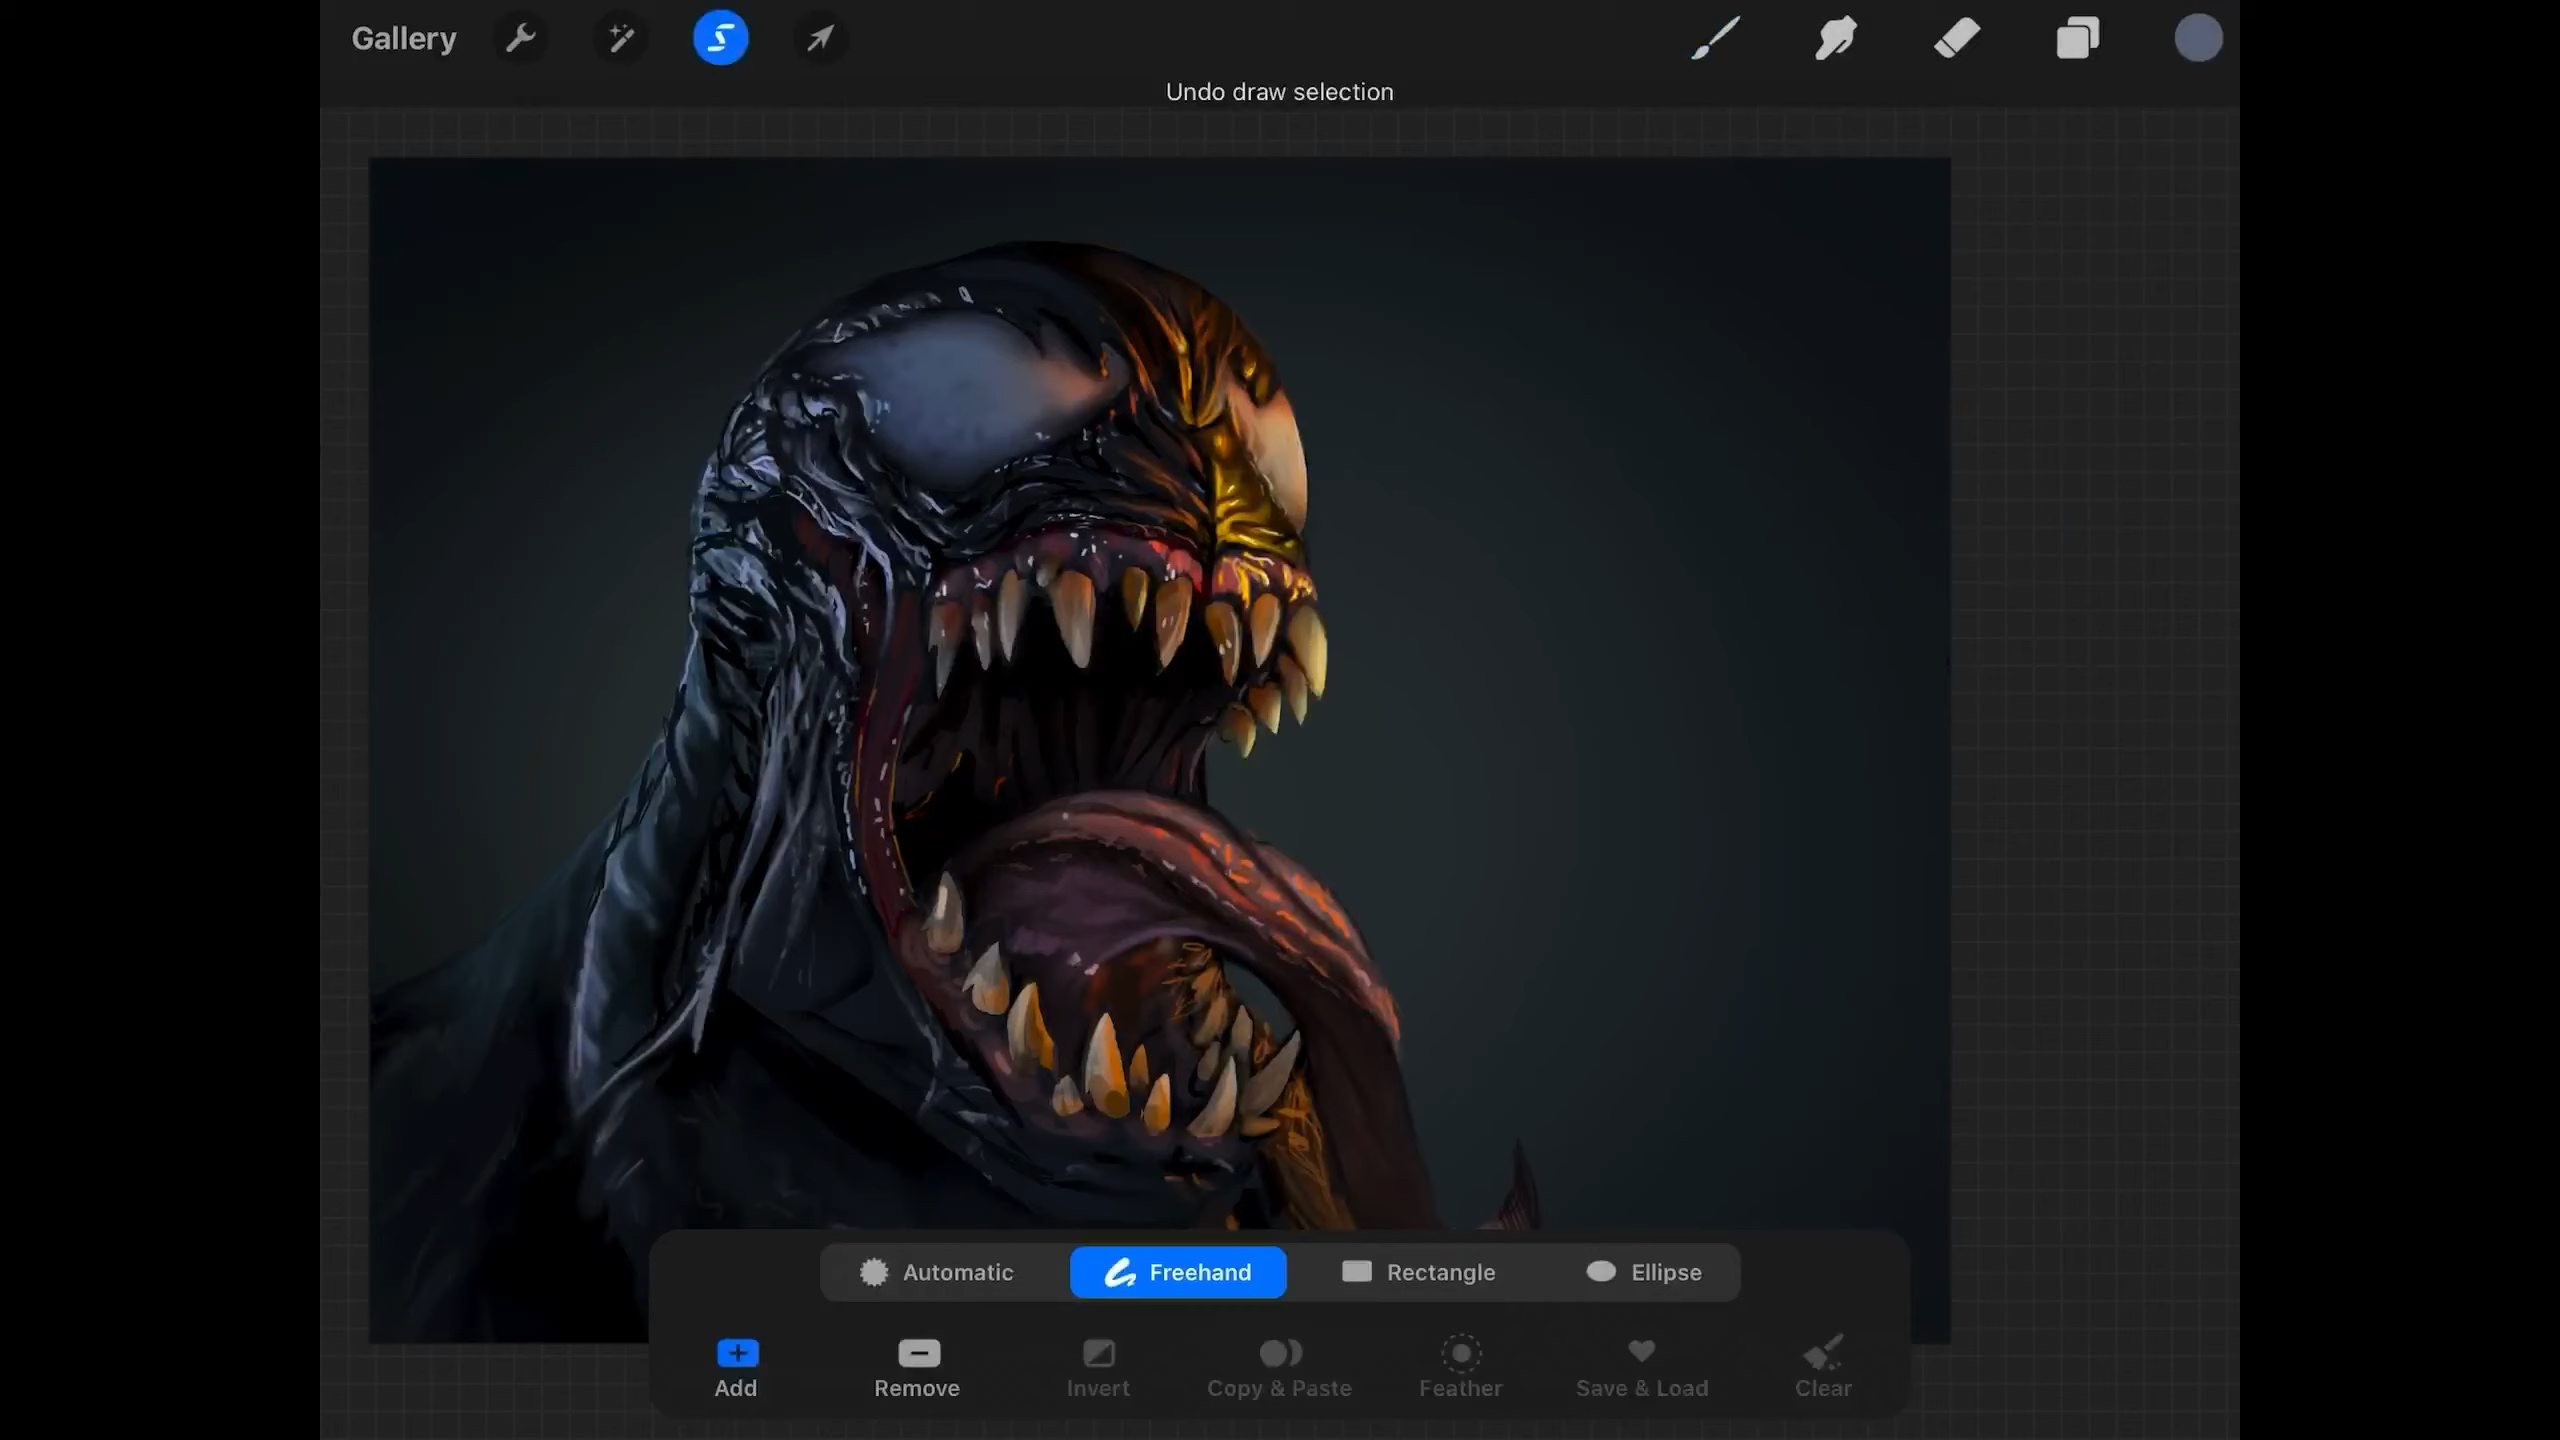 Gallery
Undo draw selection
Automatic
Freehand
Rectangle
Ellipse
Add
Remove
Invert
Copy & Paste
Feather
Save & Load
Clear